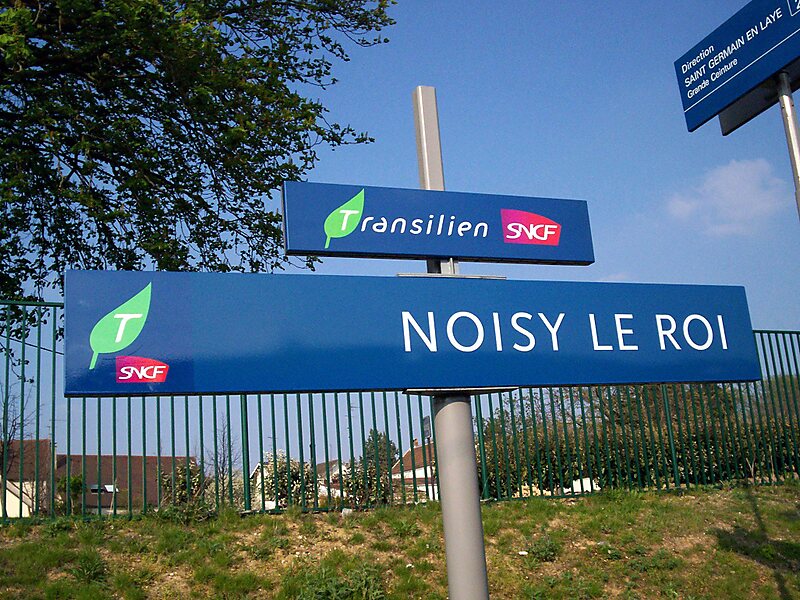 Direction
SAINT GERMAIN EN LAYE
Grande Ceinture
Transilien SNCF
T
SNCF
NOISY LE ROI